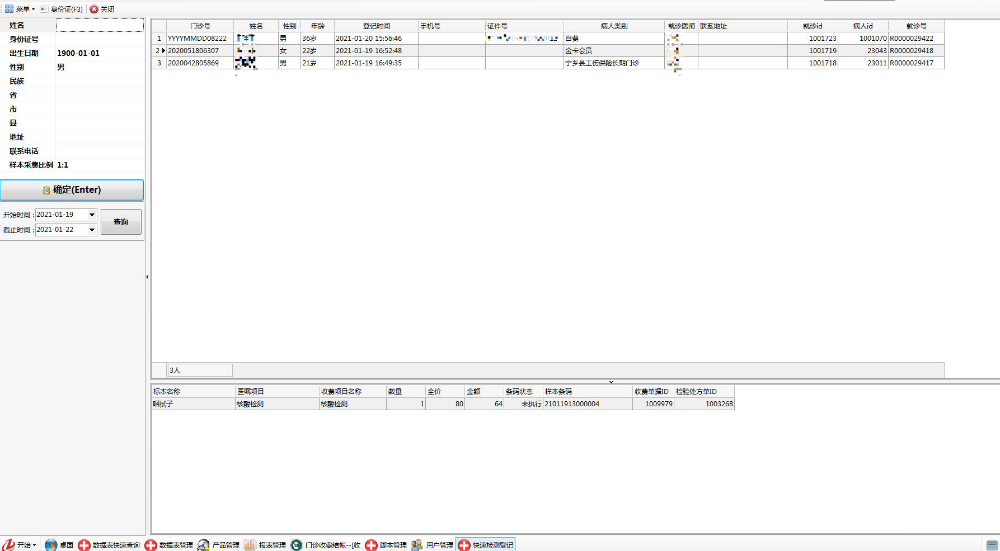 菜单 身份证(F3) 关闭
姓名
身份证号
出生日期 1900-01-01
性别 男
民族
省
市
县
地址
联系电话
样本采集比例 1:1
确定(Enter)
开始时间: 2021-01-19
截止时间: 2021-01-22
查询
门诊号 姓名 性别 年龄 登记时间 手机号 证件号 病人类别 就诊医师 联系地址 就诊id 病人id 就诊号
1 YYYYMMDD08222 男 36岁 2021-01-20 15:56:46 自费 1001723 1001070 R0000029422
2 2020051806307 女 22岁 2021-01-19 16:52:48 金卡会员 1001719 23043 R0000029418
3 2020042805869 男 21岁 2021-01-19 16:49:35 宁乡县工伤保险长期门诊 1001718 23011 R0000029417
3人
标本名称 医嘱项目 收费项目名称 数量 全价 金额 条码状态 样本条码 收费单据ID 检验处方单ID
咽拭子 核酸检测 核酸检测 1 80 64 未执行 21011913000004 1009979 1003268
开始 桌面 数据表快速查询 数据表管理 产品管理 报表管理 门诊收费结帐--[收 脚本管理 用户管理 快速检测登记